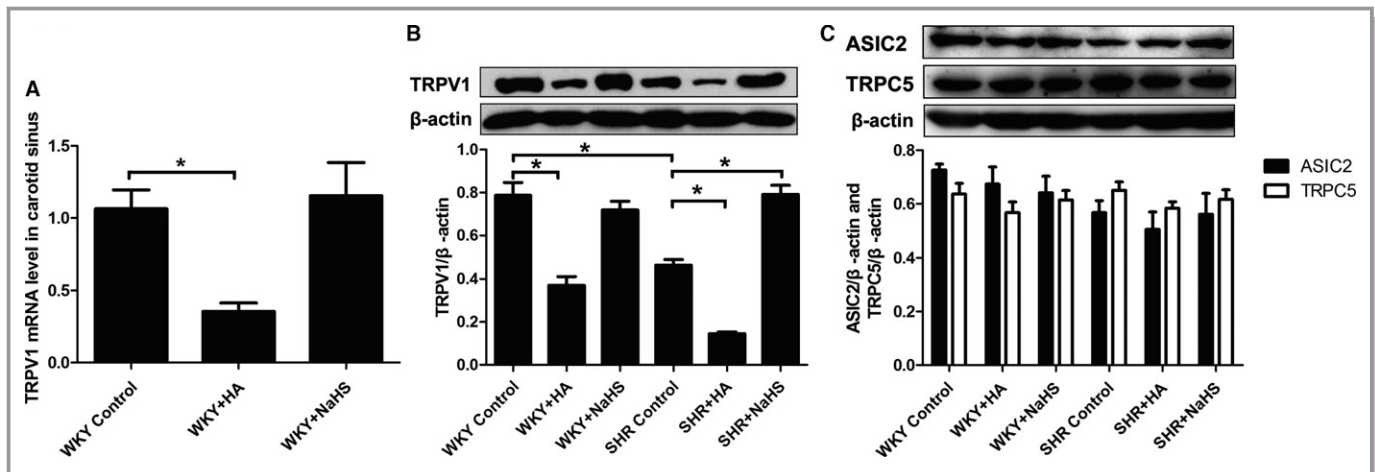 A
TRPV1 mRNA level in carotid sinus
1.5
1.0
0.5
0.0
*
WKY Control
WKY+HA
WKY+NaHS
B
TRPV1
β-actin
TRPV1/β -actin
1.0
0.8
0.6
0.4
0.2
0.0
*
*
*
*
WKY Control
WKY+HA
WKY+NaHS
SHR Control
SHR+HA
SHR+NaHS
C
ASIC2
TRPC5
β-actin
ASIC2/β -actin and
TRPC5/β -actin
0.8
0.6
0.4
0.2
0.0
WKY Control
WKY+HA
WKY+NaHS
SHR Control
SHR+HA
SHR+NaHS
ASIC2
TRPC5